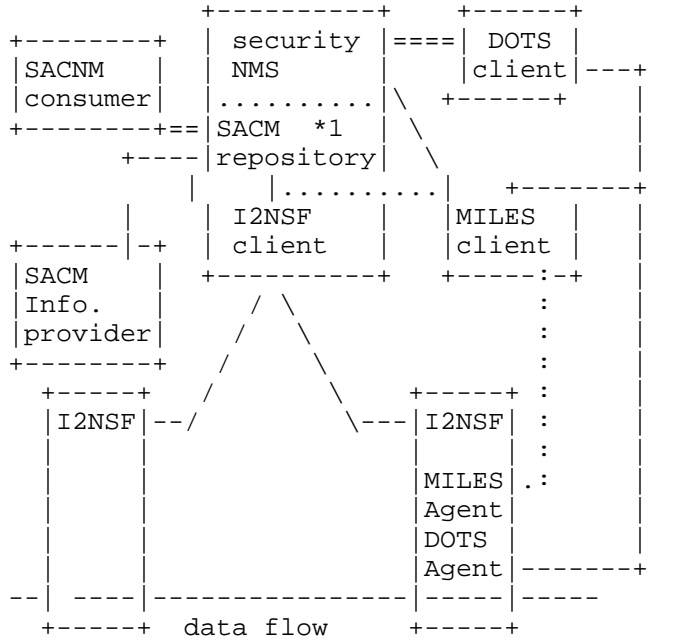 security
DOTS
SACNM
NMS
client
consumer
SACM *1
repository
I2NSF
MILES
client
client
SACM
Info.
provider
I2NSF
I2NSF
MILES
Agent
DOTS
Agent
data flow